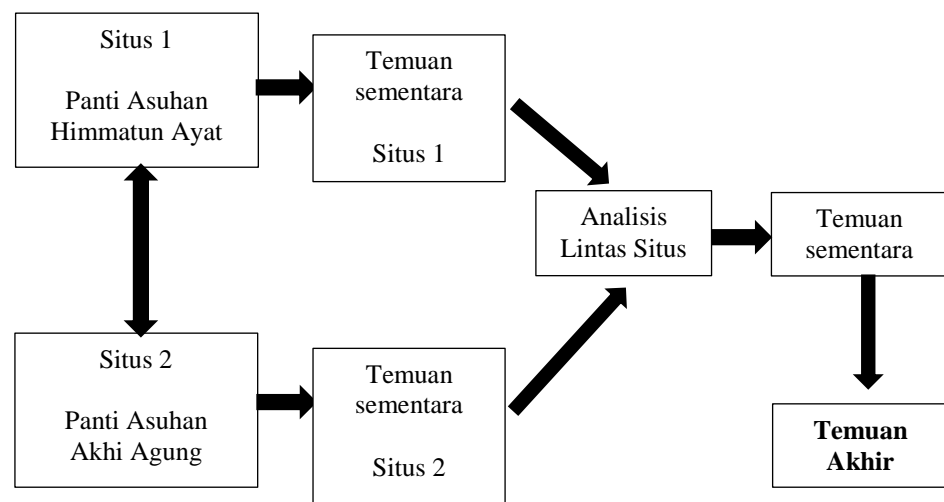 Situs 1
Panti Asuhan
Himmatun Ayat
Temuan
sementara
Situs 1
Analisis
Lintas Situs
Temuan
sementara
Situs 2
Panti Asuhan
Akhi Agung
Temuan
sementara
Situs 2
Temuan
Akhir